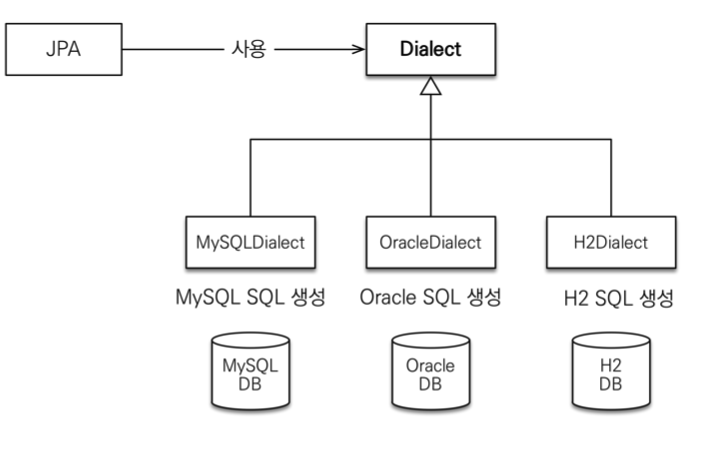 JPA
사용
Dialect
MySQLDialect
OracleDialect
H2Dialect
MySQL SQL 생성
Oracle SQL 생성
H2 SQL 생성
MySQL
DB
Oracle
DB
H2
DB